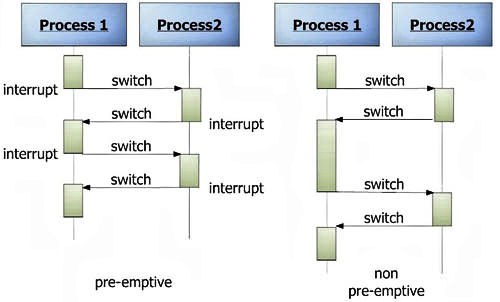 Process 1
Process2
switch
interrupt
switch
interrupt
switch
interrupt
switch
interrupt
pre-emptive
Process 1
Process2
switch
switch
switch
switch
non
pre-emptive